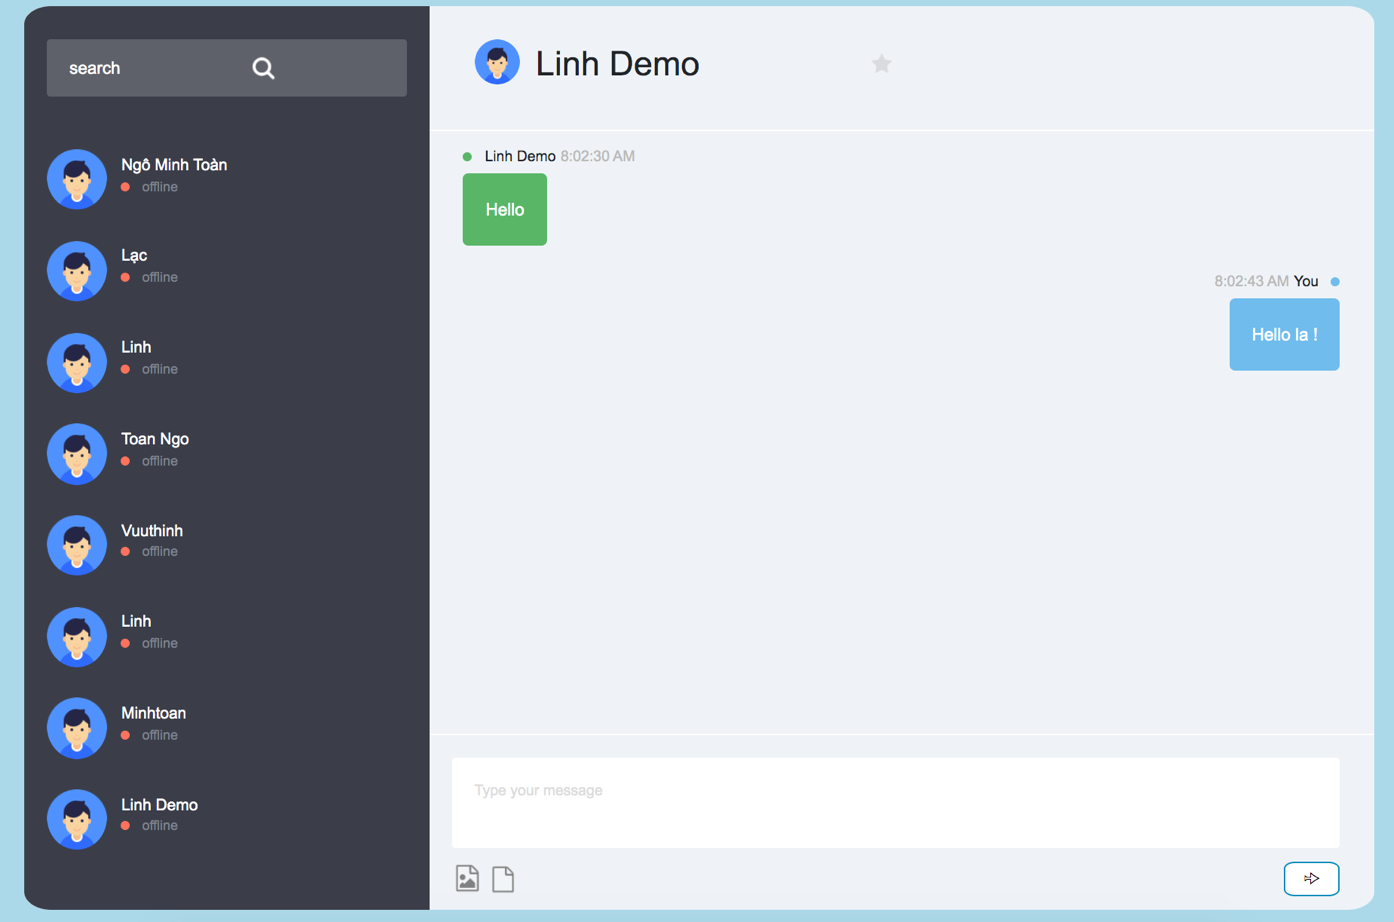 search
Ngô Minh Toàn
offline
Lạc
offline
Linh
offline
Toan Ngo
offline
Vuuthinh
offline
Linh
offline
Minhtoan
offline
Linh Demo
offline
Linh Demo
Linh Demo 8:02:30 AM
Hello
8:02:43 AM You
Hello la !
Type your message